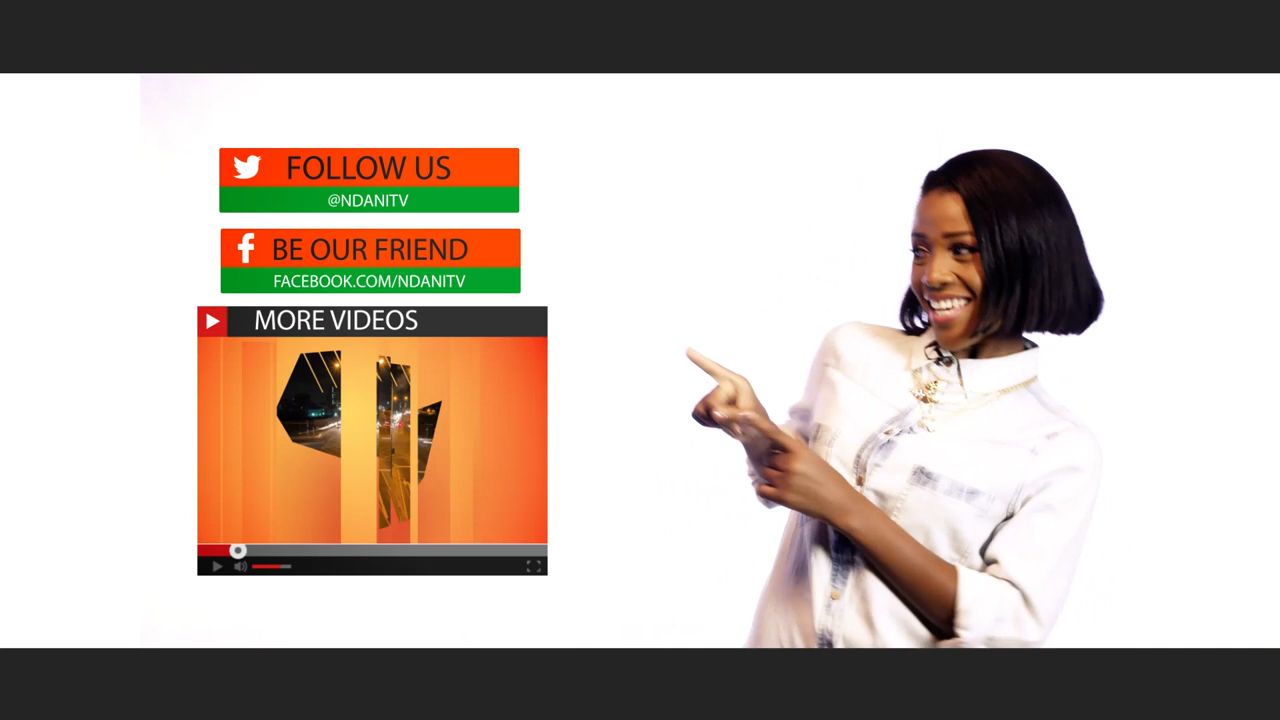 FOLLOW US
@NDANITV
BE OUR FRIEND
FACEBOOK.COM/NDANITV
MORE VIDEOS